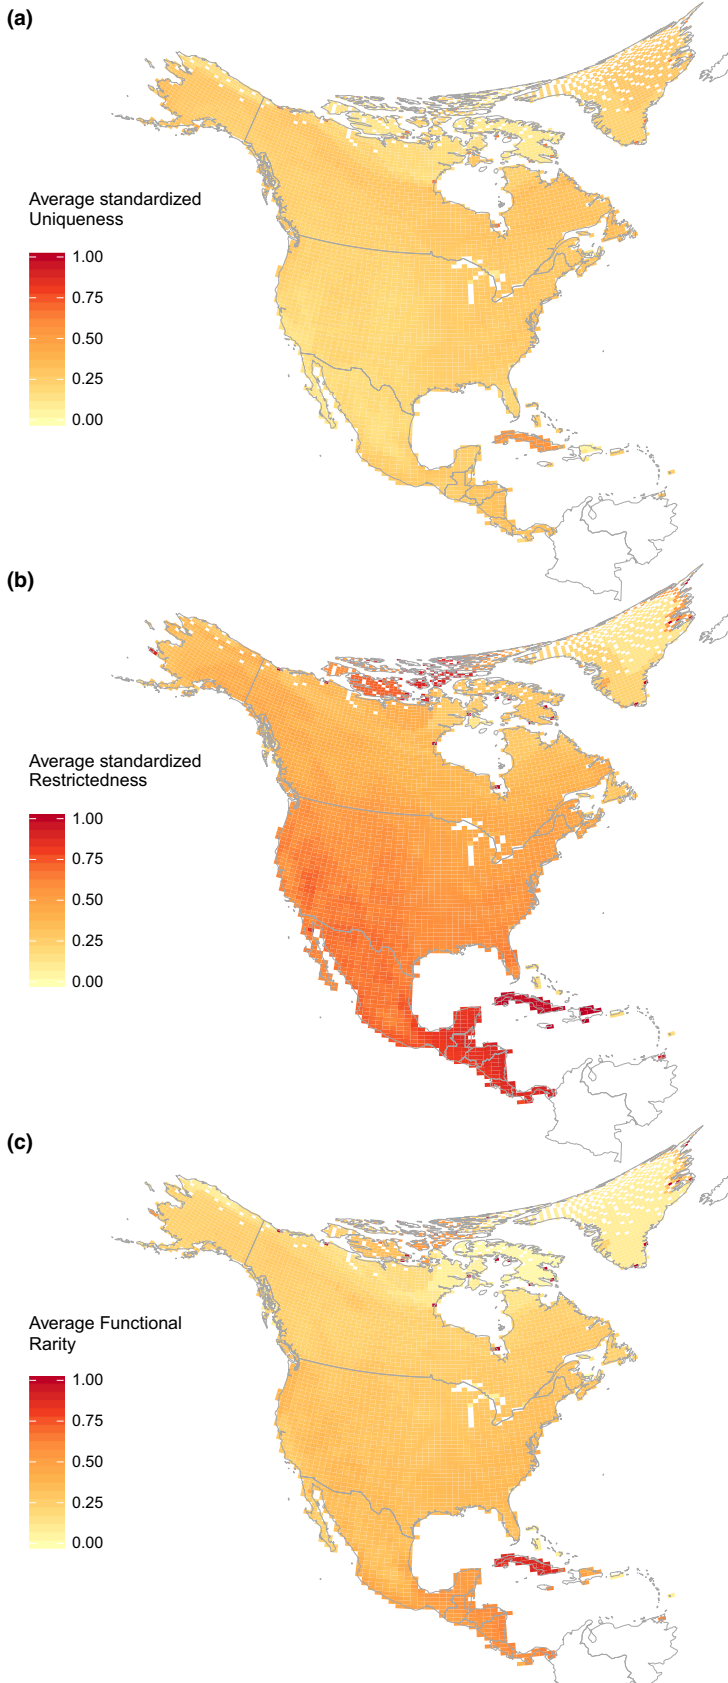 (a)
Average standardized
Uniqueness
1.00
0.75
0.50
0.25
0.00
(b)
Average standardized
Restrictedness
1.00
0.75
0.50
0.25
0.00
(c)
Average Functional
Rarity
1.00
0.75
0.50
0.25
0.00